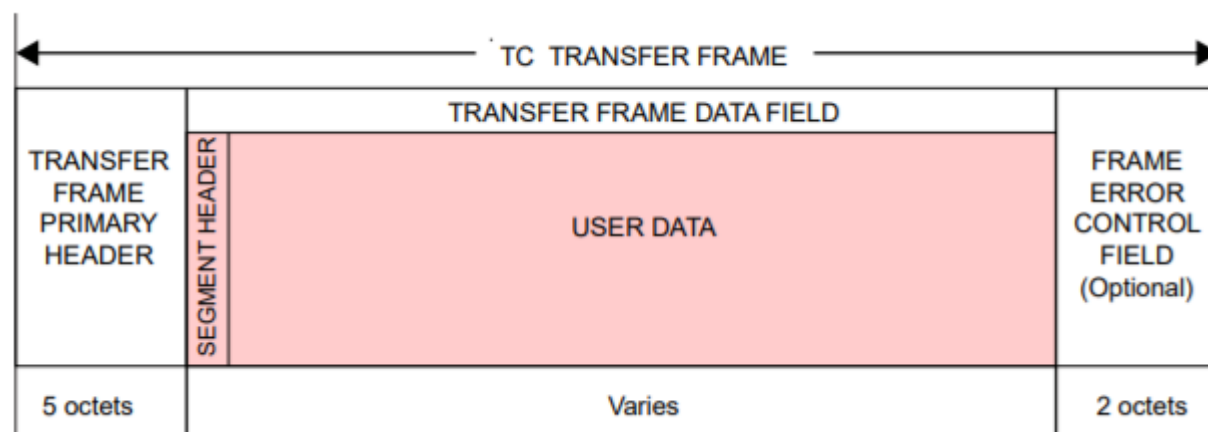 TC TRANSFER FRAME
TRANSFER FRAME DATA FIELD
TRANSFER
FRAME
PRIMARY
HEADER
SEGMENT HEADER
USER DATA
FRAME
ERROR
CONTROL
FIELD
(Optional)
5 octets
Varies
2 octets